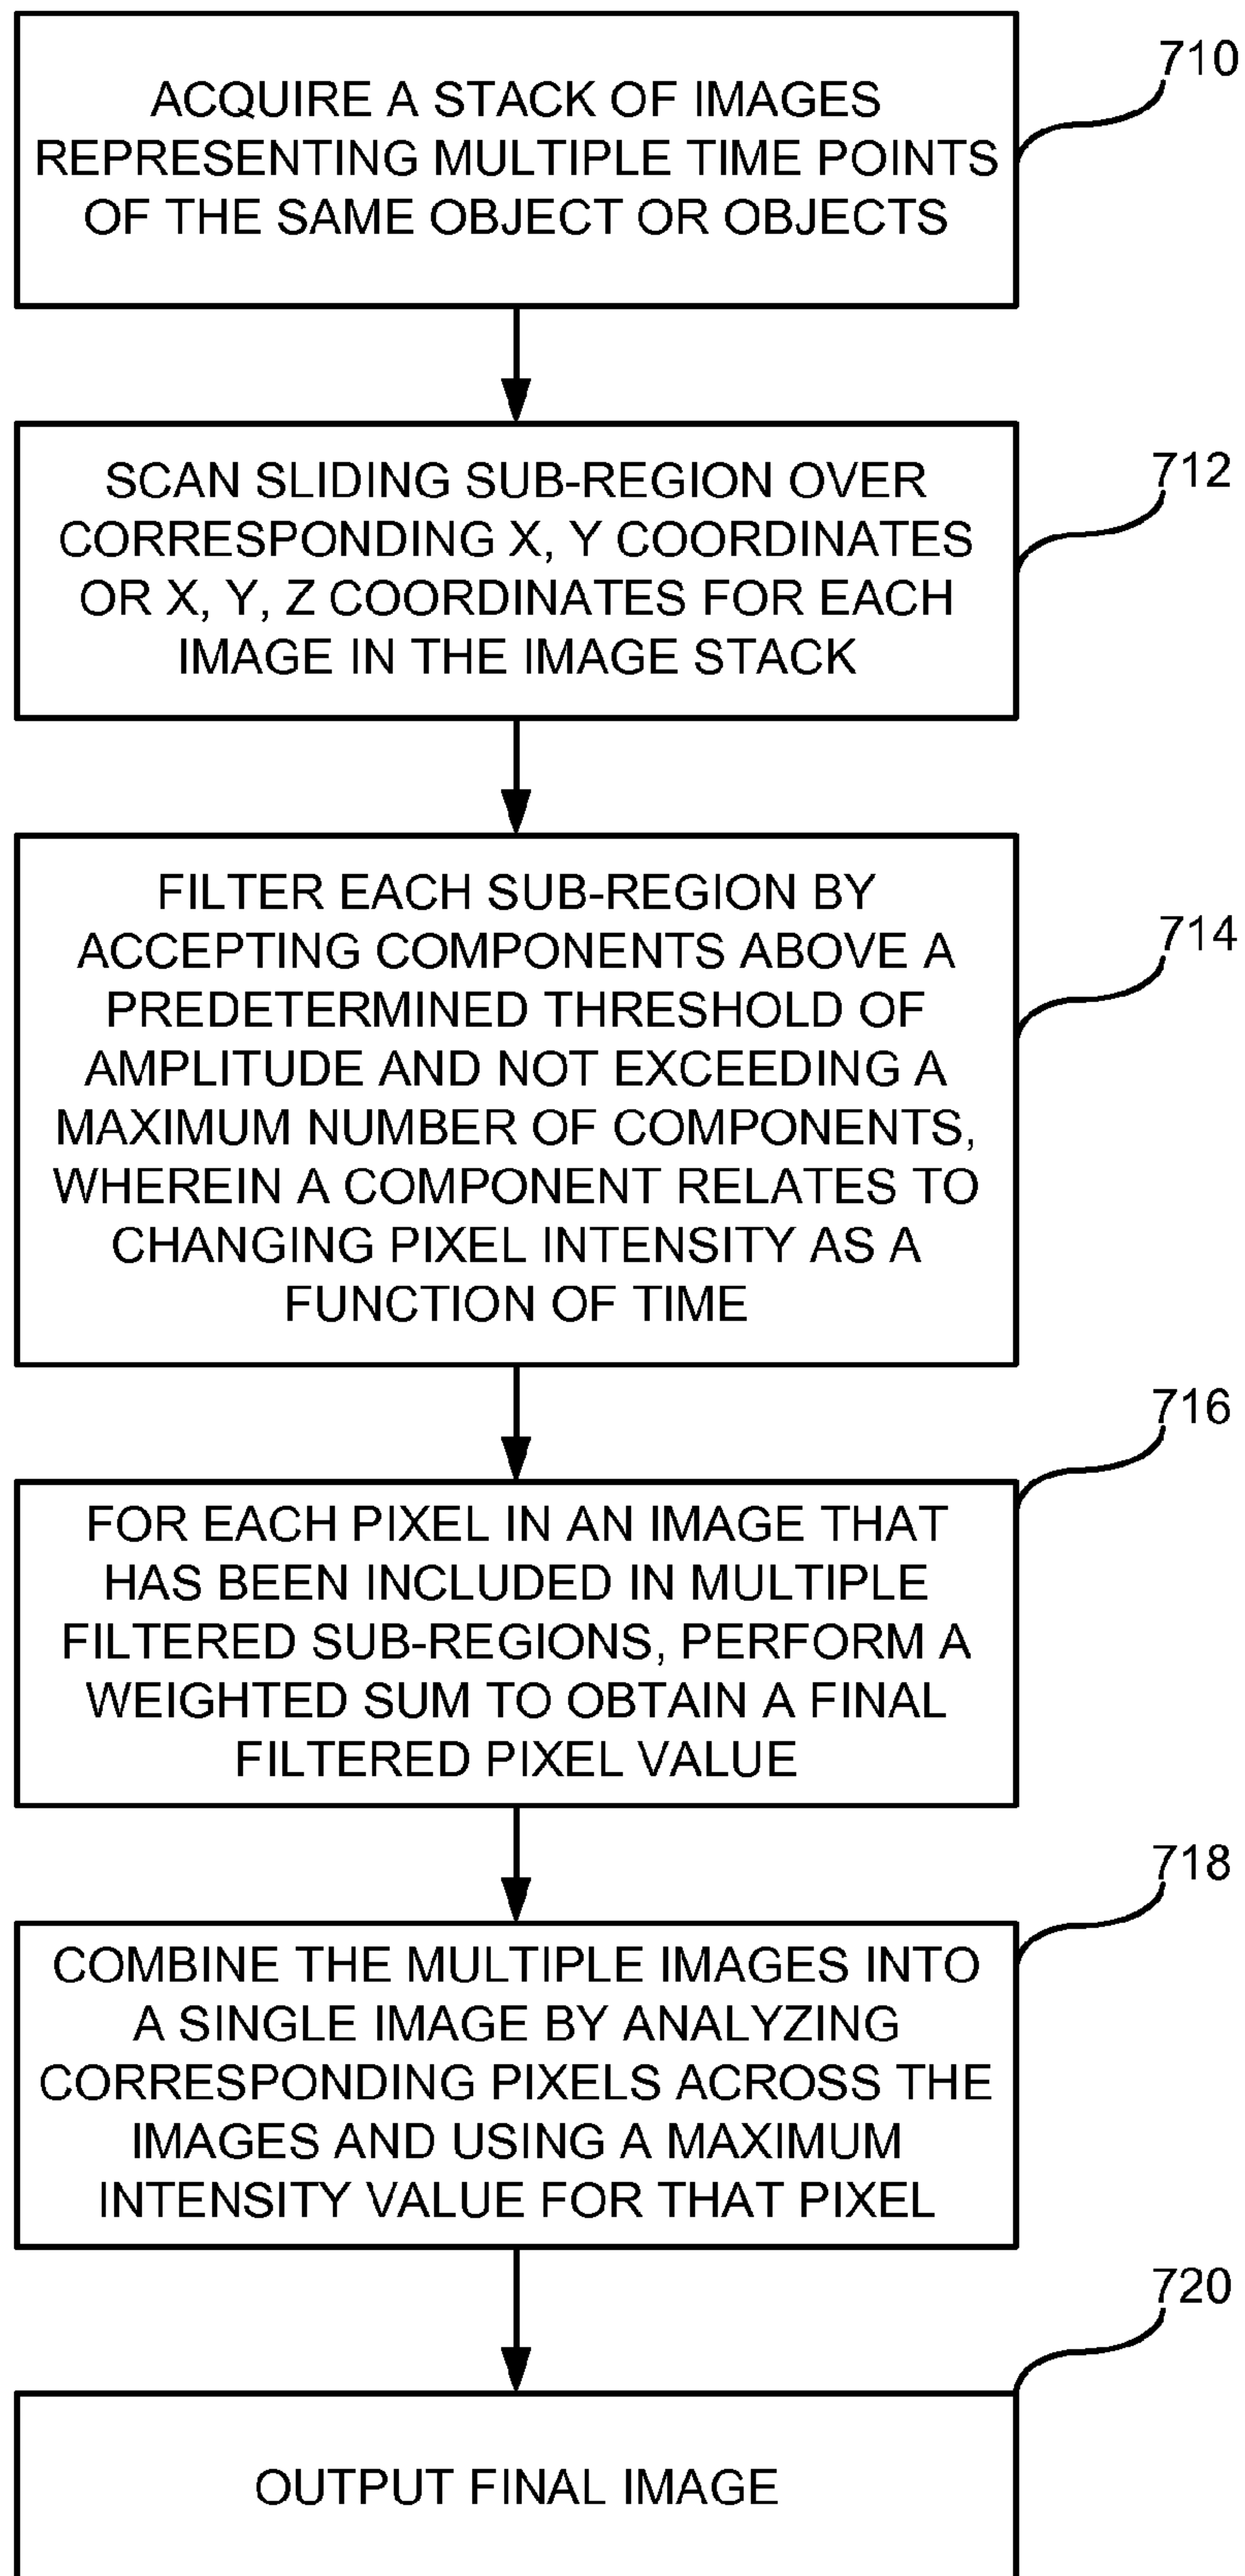 710
ACQUIRE A STACK OF IMAGES
REPRESENTING MULTIPLE TIME POINTS
OF THE SAME OBJECT OR OBJECTS
712
SCAN SLIDING SUB-REGION OVER
CORRESPONDING X, Y COORDINATES
OR X, Y, Z COORDINATES FOR EACH
IMAGE IN THE IMAGE STACK
714
FILTER EACH SUB-REGION BY
ACCEPTING COMPONENTS ABOVE A
PREDETERMINED THRESHOLD OF
AMPLITUDE AND NOT EXCEEDING A
MAXIMUM NUMBER OF COMPONENTS,
WHEREIN A COMPONENT RELATES TO
CHANGING PIXEL INTENSITY AS A
FUNCTION OF TIME
716
FOR EACH PIXEL IN AN IMAGE THAT
HAS BEEN INCLUDED IN MULTIPLE
FILTERED SUB-REGIONS, PERFORM A
WEIGHTED SUM TO OBTAIN A FINAL
FILTERED PIXEL VALUE
718
COMBINE THE MULTIPLE IMAGES INTO
A SINGLE IMAGE BY ANALYZING
CORRESPONDING PIXELS ACROSS THE
IMAGES AND USING A MAXIMUM
INTENSITY VALUE FOR THAT PIXEL
720
OUTPUT FINAL IMAGE